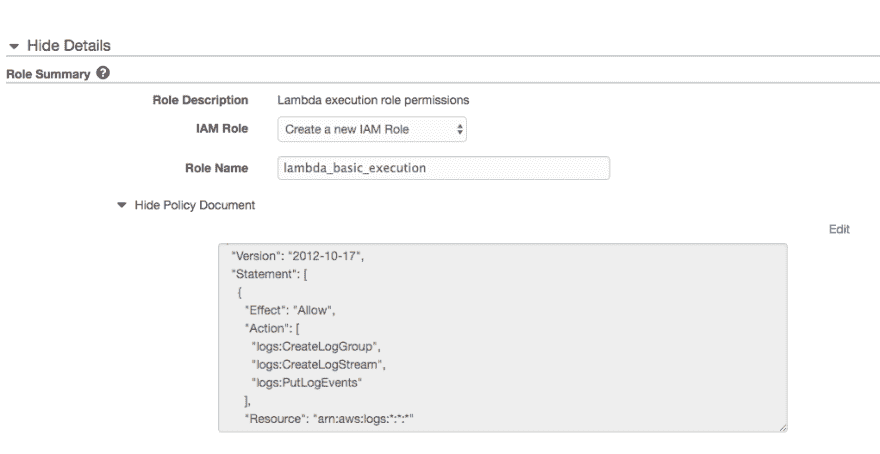 Hide Details
Role Summary
Role Description Lambda execution role permissions
IAM Role Create a new IAM Role
Role Name lambda_basic_execution
Hide Policy Document
Edit
"Version": "2012-10-17",
"Statement": [
{
"Effect": "Allow",
"Action": [
"logs:CreateLogGroup",
"logs:CreateLogStream",
"logs:PutLogEvents"
],
"Resource": "arn:aws:logs:*:*:*"